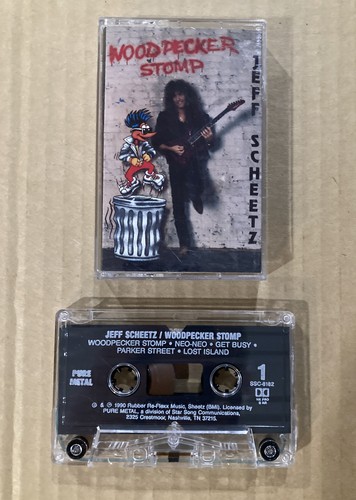 WOODPECKER
STOMP
JEFF SCHEETZ
JEFF SCHEETZ / WOODPECKER STOMP
WOODPECKER STOMP • NEO-NEO • GET BUSY •
PARKER STREET • LOST ISLAND
PURE
METAL
1
SSC-8182
℗ & © 1990 Rubber Re-Flexx Music, Sheetz (BMI). Licensed by
PURE METAL, a division of Star Song Communications,
2325 Crestmoor, Nashville, TN 37215.